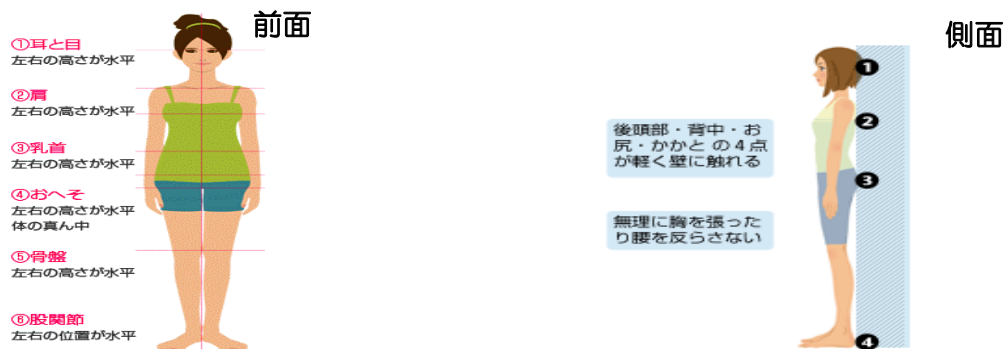 前面
①耳と目
左右の高さが水平
②肩
左右の高さが水平
③乳首
左右の高さが水平
④おへそ
左右の高さが水平
体の真ん中
⑤骨盤
左右の高さが水平
⑥股関節
左右の位置が水平
側面
後頭部・背中・お
尻・かかと の4点
が軽く壁に触れる
無理に胸を張った
り腰を反らさない
1
2
3
4